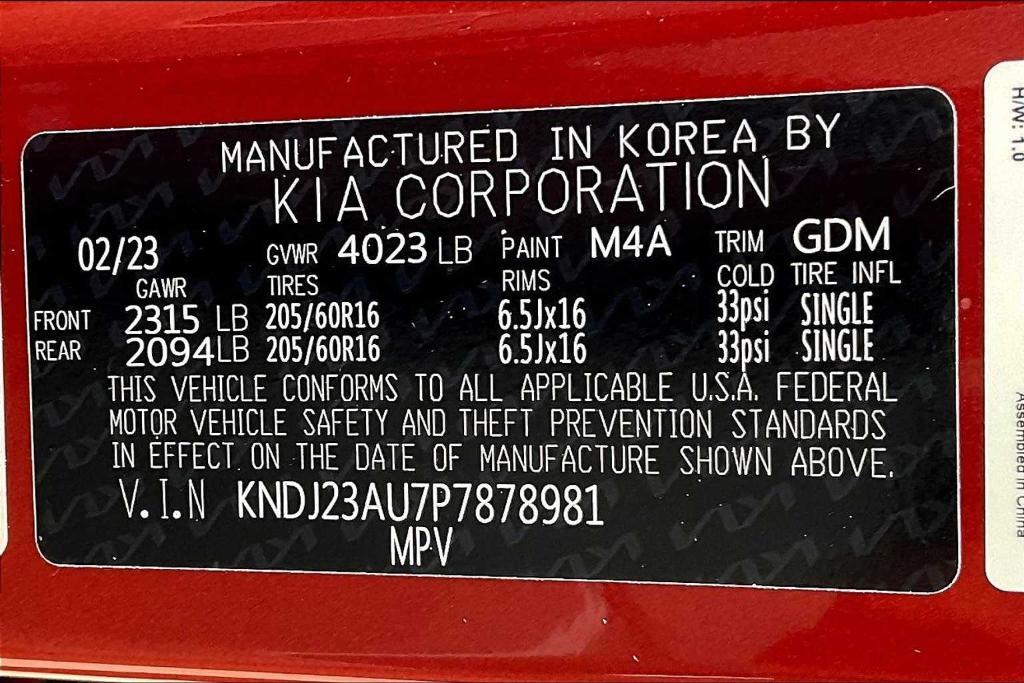 MANUFACTURED IN KOREA BY
KIA CORPORATION
02/23 GVWR 4023 LB PAINT M4A TRIM GDM
GAWR TIRES RIMS COLD TIRE INFL
FRONT 2315 LB 205/60R16 6.5Jx16 33psi SINGLE
REAR 2094LB 205/60R16 6.5Jx16 33psi SINGLE
THIS VEHICLE CONFORMS TO ALL APPLICABLE U.S.A. FEDERAL
MOTOR VEHICLE SAFETY AND THEFT PREVENTION STANDARDS
IN EFFECT ON THE DATE OF MANUFACTURE SHOWN ABOVE.
V.I.N KNDJ23AU7P7878981
MPV
H/W: 1.0
Assembled in China